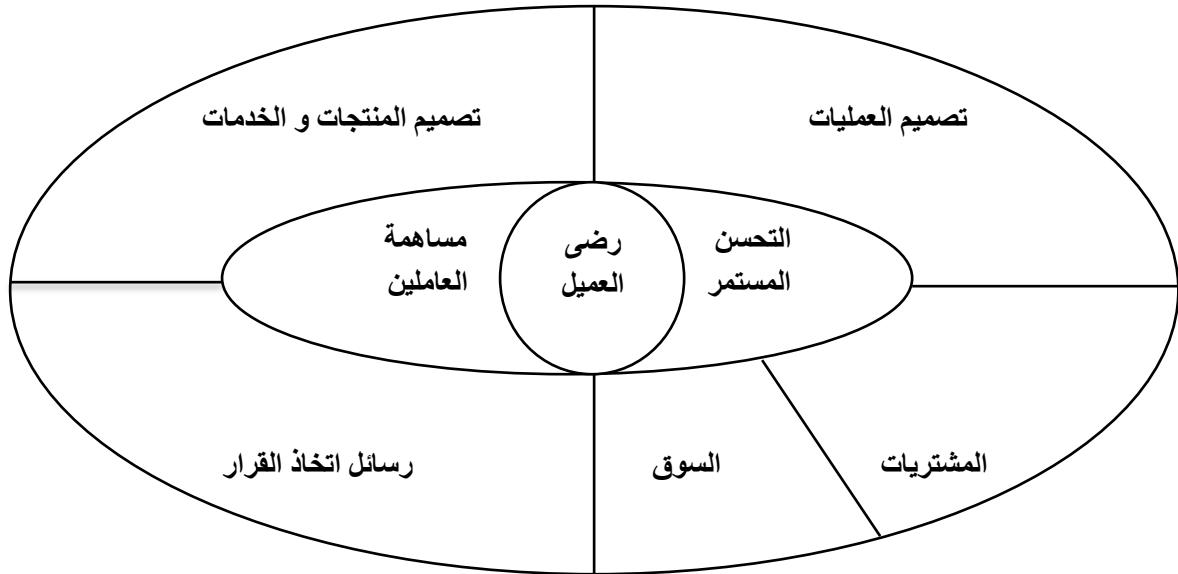 تصميم العمليات
تصميم المنتجات و الخدمات
التحسن
المستمر
رضى
العميل
مساهمة
العاملين
المشتريات
السوق
رسائل اتخاذ القرار